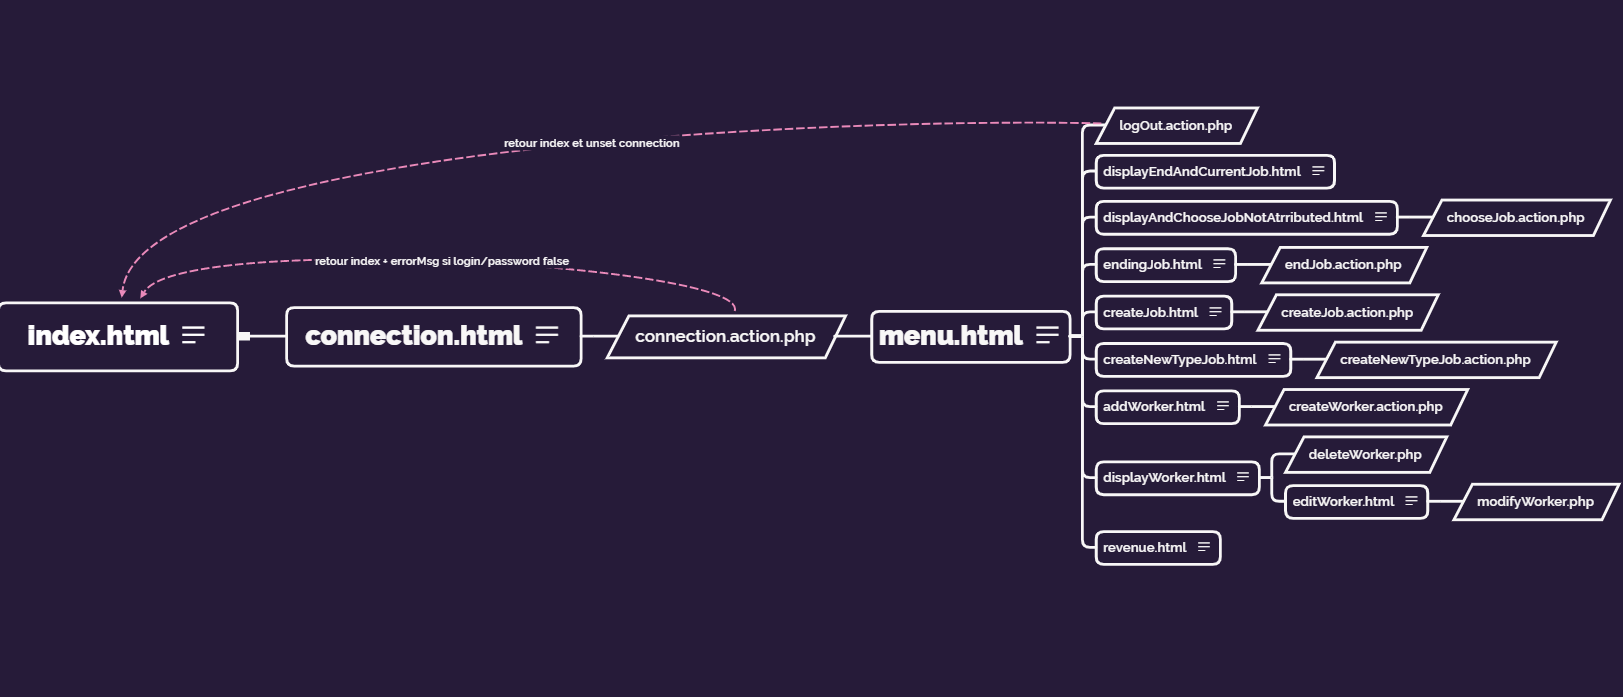 logOut.action.php
retour index et unset connection
displayEndAndCurrentJob.html
displayAndChooseJobNotAtrributed.html
chooseJob.action.php
retour index + errorMsg si login/password false
endingJob.html
endJob.action.php
createJob.html
createJob.action.php
index.html
connection.html
connection.action.php
menu.html
createNewTypeJob.html
createNewTypeJob.action.php
addWorker.html
createWorker.action.php
deleteWorker.php
displayWorker.html
editWorker.html
modifyWorker.php
revenue.html